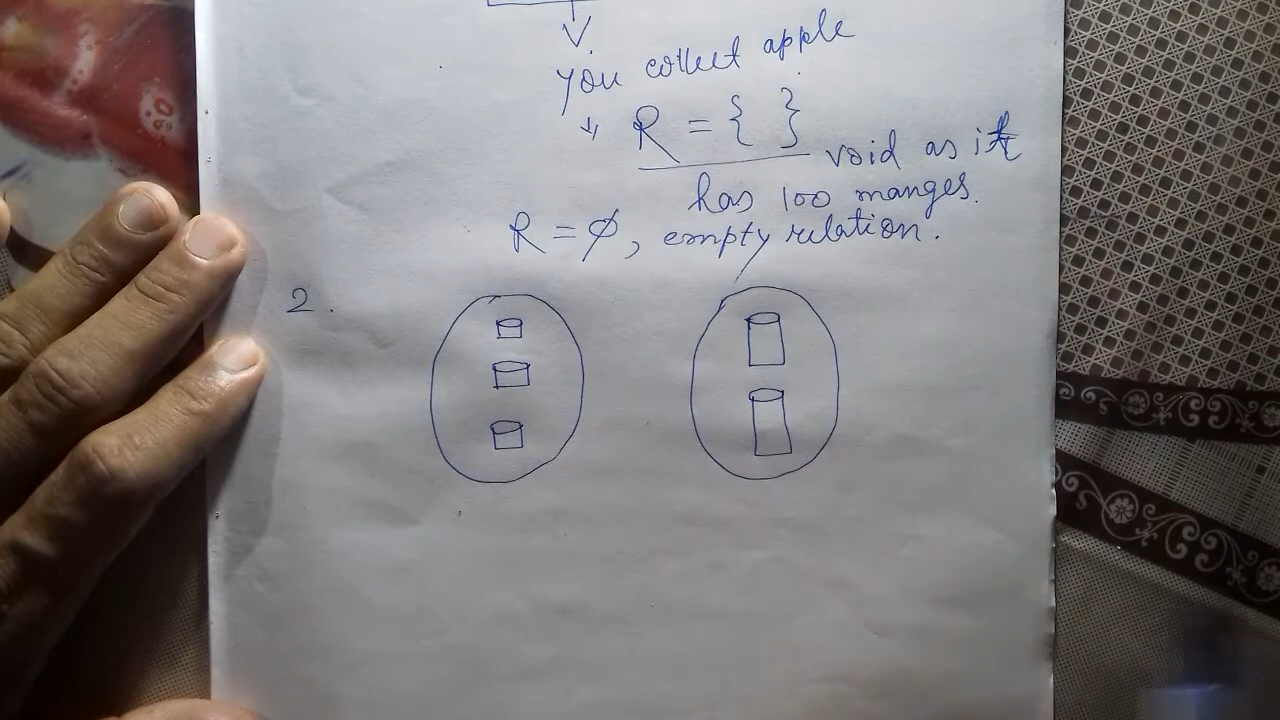 you collect apple
R = { }
void as it
has 100 manges.
R = ϕ, empty relation.
2.